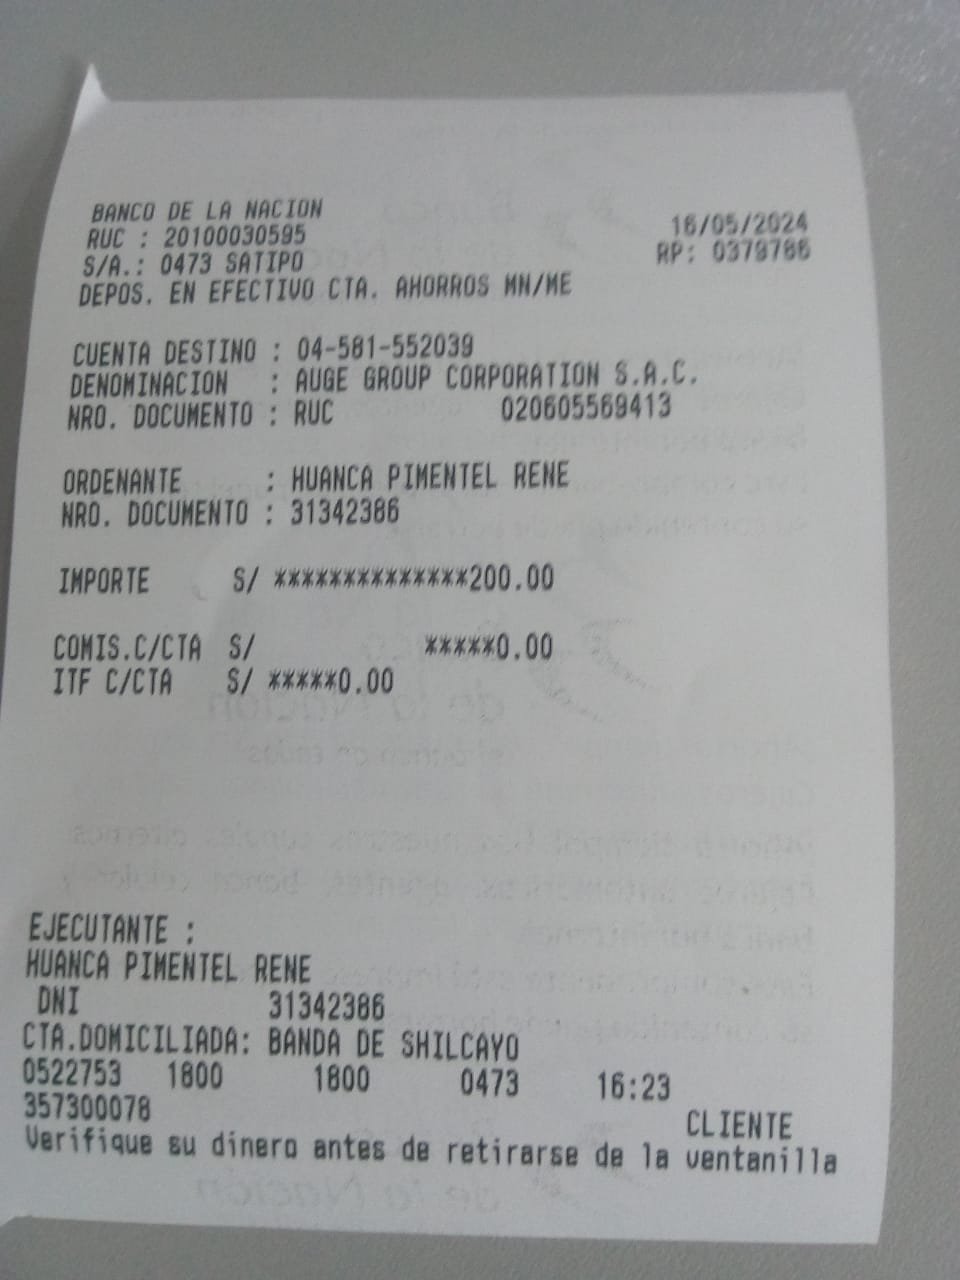 BANCO DE LA NACION
RUC : 20100030595 16/05/2024
S/A.: 0473 SATIPO RP: 0379786
DEPOS. EN EFECTIVO CTA. AHORROS MN/ME
CUENTA DESTINO : 04-581-552039
DENOMINACION : AUGE GROUP CORPORATION S.A.C.
NRO. DOCUMENTO : RUC 020605569413
ORDENANTE : HUANCA PIMENTEL RENE
NRO. DOCUMENTO : 31342386
IMPORTE S/ **************200.00
COMIS.C/CTA S/ *****0.00
ITF C/CTA S/ *****0.00
EJECUTANTE :
HUANCA PIMENTEL RENE
DNI 31342386
CTA.DOMICILIADA: BANDA DE SHILCAYO
0522753 1800 1800 0473 16:23
357300078 CLIENTE
Verifique su dinero antes de retirarse de la ventanilla